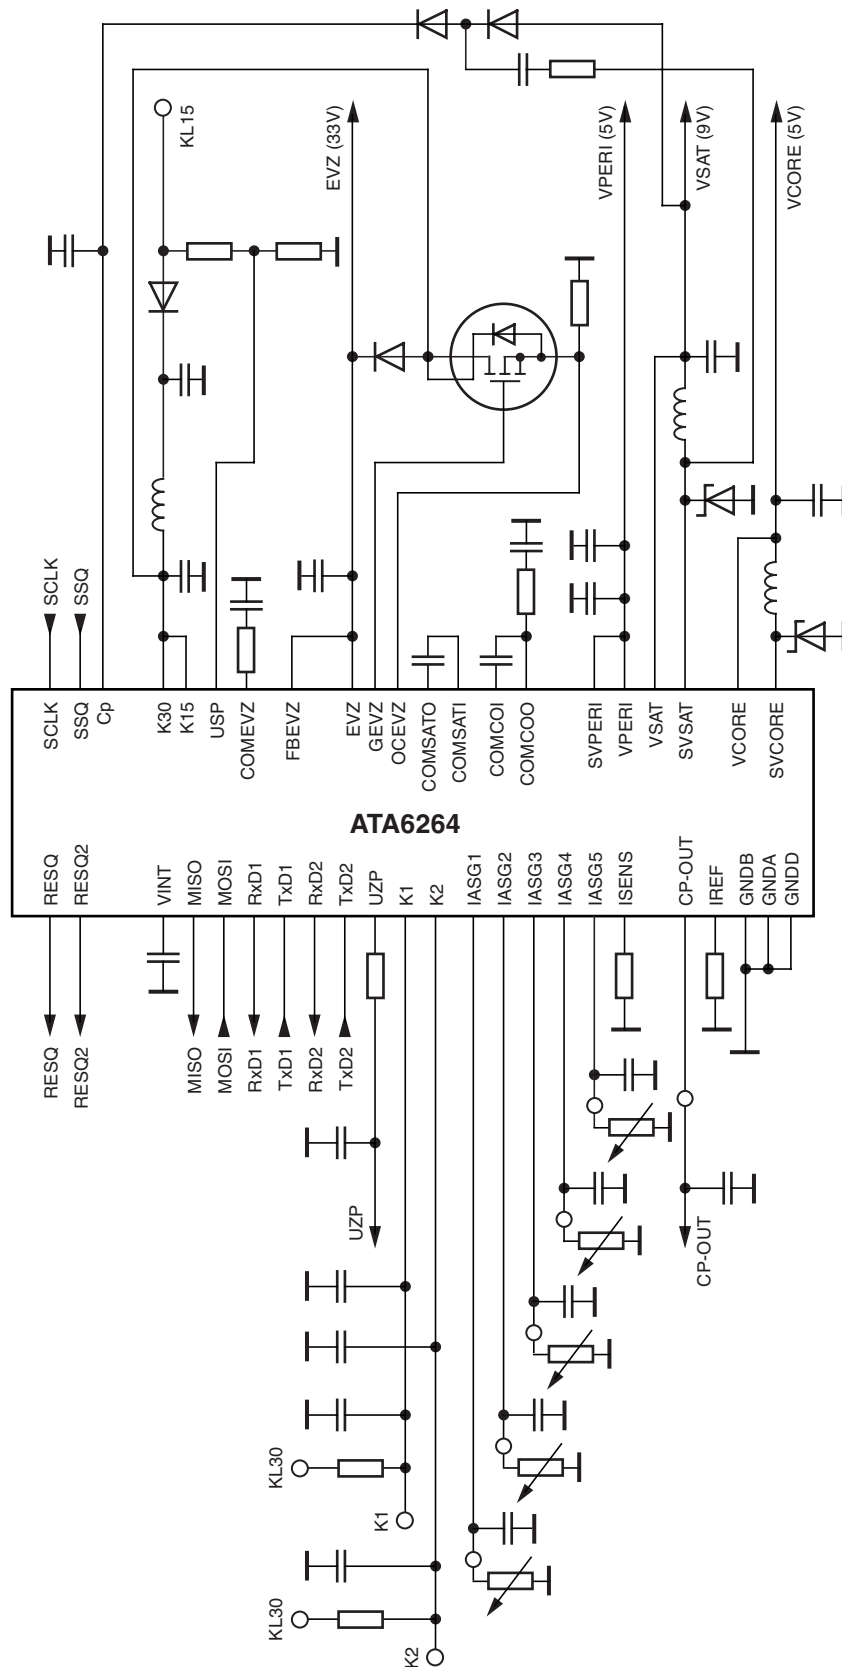 KL15
EVZ (33V)
VPERI (5V)
VSAT (9V)
VCORE (5V)
SCLK
SSQ
SCLK
SSQ
Cp
K30
K15
USP
COMEVZ
FBEVZ
EVZ
GEVZ
OCEVZ
COMSATO
COMSATI
COMCOI
COMCOO
SVPERI
VPERI
VSAT
SVSAT
VCORE
SVCORE
ATA6264
RESQ
RESQ2
VINT
MISO
MOSI
RxD1
TxD1
RxD2
TxD2
UZP
K1
K2
IASG1
IASG2
IASG3
IASG4
IASG5
ISENS
CP-OUT
IREF
GNDB
GNDA
GNDD
RESQ
RESQ2
MISO
MOSI
RxD1
TxD1
RxD2
TxD2
UZP
CP-OUT
KL30
K1
KL30
K2